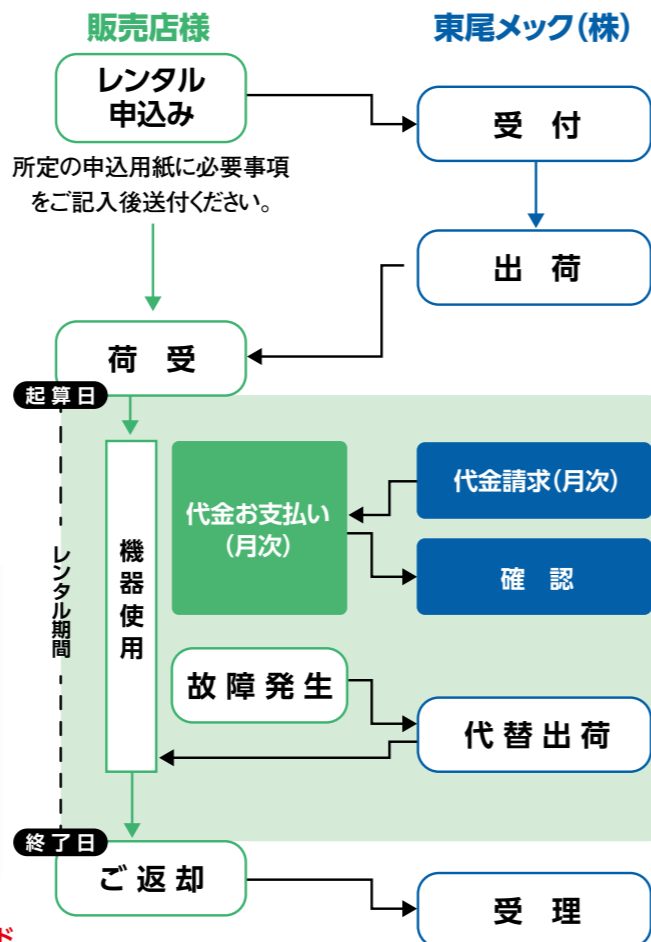 販売店様
東尾メック(株)
レンタル
申込み
受 付
所定の申込用紙に必要事項
をご記入後送付ください。
出 荷
荷 受
起算日
レンタル期間
機器使用
代金お支払い
(月次)
代金請求(月次)
確 認
故障発生
代替出荷
終了日
ご返却
受 理
ド